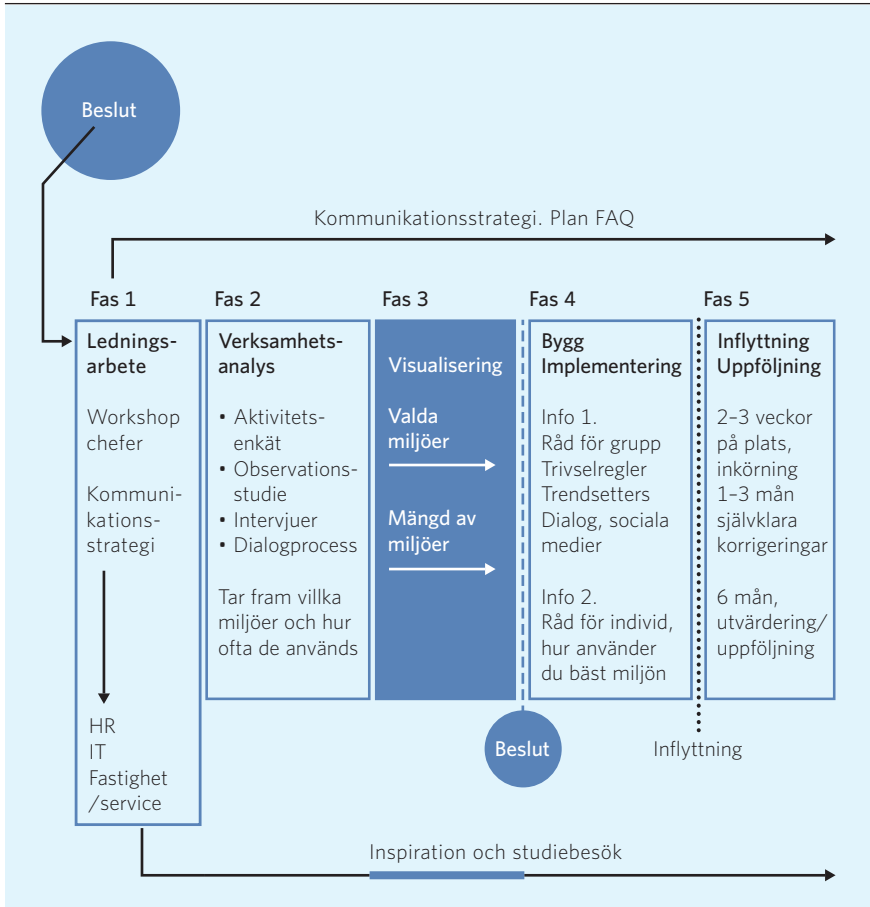 Beslut
Kommunikationsstrategi. Plan FAQ
Fas 1
Lednings-
arbete
Workshop
chefer
Kommuni-
kations-
strategi
HR
IT
Fastighet
/service
Fas 2
Verksamhets-
analys
• Aktivitets-
enkät
• Observations-
studie
• Intervjuer
• Dialogprocess
Tar fram villka
miljöer och hur
ofta de används
Fas 3
Visualisering
Valda
miljöer
Mängd av
miljöer
Beslut
Fas 4
Bygg
Implementering
Info 1.
Råd för grupp
Trivselregler
Trendsetters
Dialog, sociala
medier
Info 2.
Råd för individ,
hur använder
du bäst miljön
Fas 5
Inflyttning
Uppföljning
2–3 veckor
på plats,
inkörning
1–3 mån
självklara
korrigeringar
6 mån,
utvärdering/
uppföljning
Inflyttning
Inspiration och studiebesök